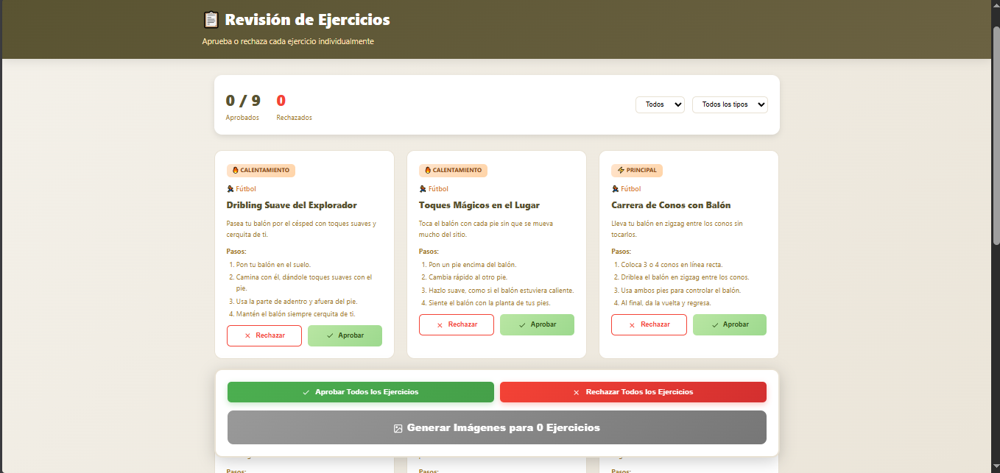 Revisión de Ejercicios
Aprueba o rechaza cada ejercicio individualmente
0 / 9
Aprobados
0
Rechazados
Todos
Todos los tipos
CALENTAMIENTO
Fútbol
Dribling Suave del Explorador
Pasea tu balón por el césped con toques suaves y
cerquita de ti.
Pasos:
1. Pon tu balón en el suelo.
2. Camina con él, dándole toques suaves con el
pie.
3. Usa la parte de adentro y afuera del pie.
4. Mantén el balón siempre cerquita de ti.
Rechazar
Aprobar
CALENTAMIENTO
Fútbol
Toques Mágicos en el Lugar
Toca el balón con cada pie sin que se mueva
mucho del sitio.
Pasos:
1. Pon un pie encima del balón.
2. Cambia rápido al otro pie.
3. Hazlo suave, como si el balón estuviera caliente.
4. Siente el balón con la planta de tus pies.
Rechazar
Aprobar
PRINCIPAL
Fútbol
Carrera de Conos con Balón
Lleva tu balón en zigzag entre los conos sin
tocarlos.
Pasos:
1. Coloca 3 o 4 conos en línea recta.
2. Driblea el balón en zigzag entre los conos.
3. Usa ambos pies para controlar el balón.
4. Al final, da la vuelta y regresa.
Rechazar
Aprobar
Aprobar Todos los Ejercicios
Rechazar Todos los Ejercicios
Generar Imágenes para 0 Ejercicios
Pasos:
Pasos:
Pasos: